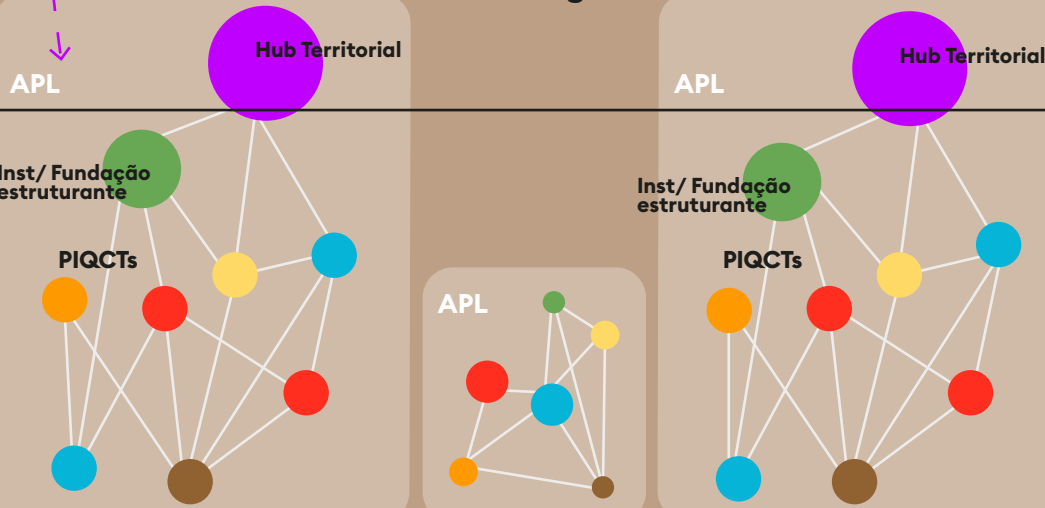 Hub Territorial
APL
Inst/ Fundação
estruturante
PIQCTs
APL
Hub Territorial
APL
Inst/ Fundação
estruturante
PIQCTs